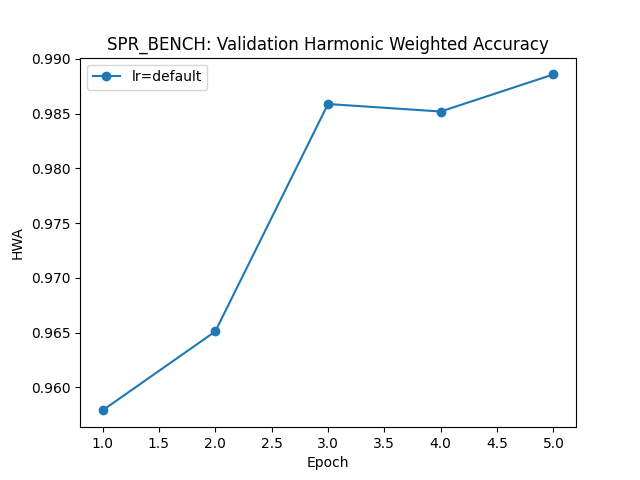 SPR_BENCH: Validation Harmonic Weighted Accuracy
lr=default
0.990
0.985
0.980
0.975
0.970
0.965
0.960
HWA
1.0 1.5 2.0 2.5 3.0 3.5 4.0 4.5 5.0
Epoch